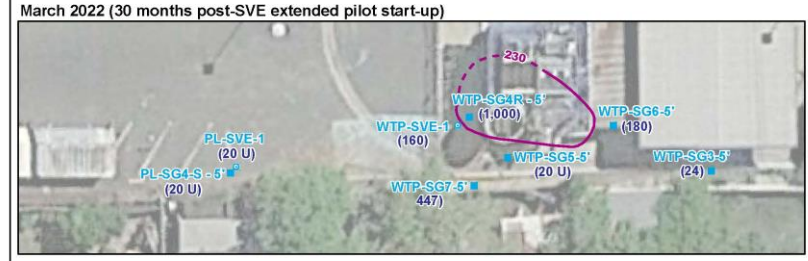 March 2022 (30 months post-SVE extended pilot start-up)
230
WTP-SG4R - 5'
(1,000)
WTP-SVE-1
(160)
WTP-SG6-5'
(180)
PL-SVE-1
(20 U)
PL-SG4-S - 5'
(20 U)
WTP-SG5-5'
(20 U)
WTP-SG3-5'
(24)
WTP-SG7-5'
447)